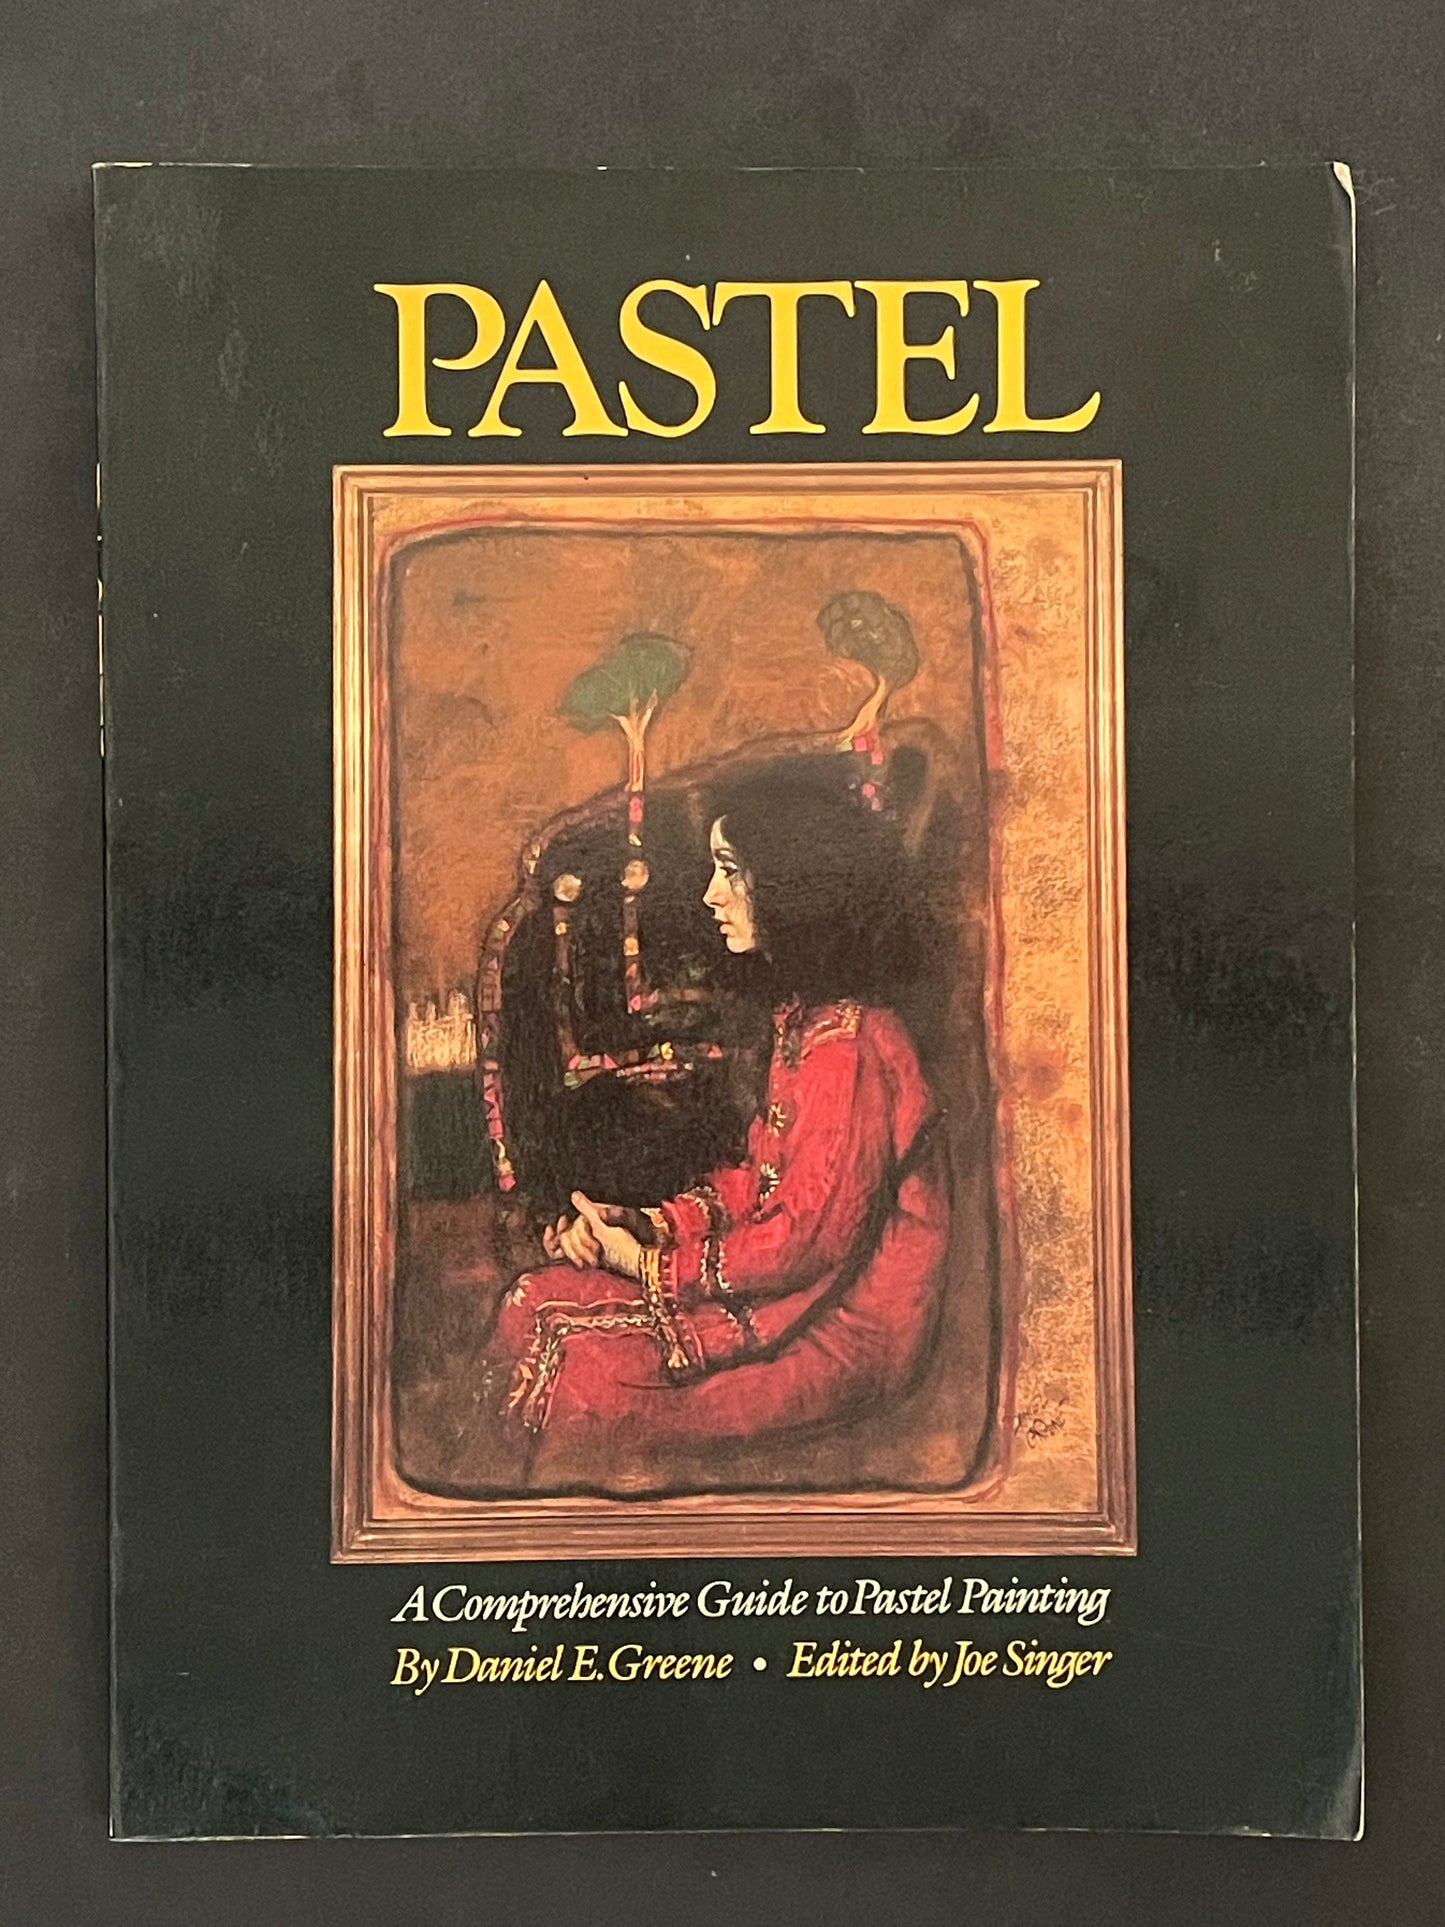 PASTEL
A Comprehensive Guide to Pastel Painting
By Daniel E. Greene • Edited by Joe Singer